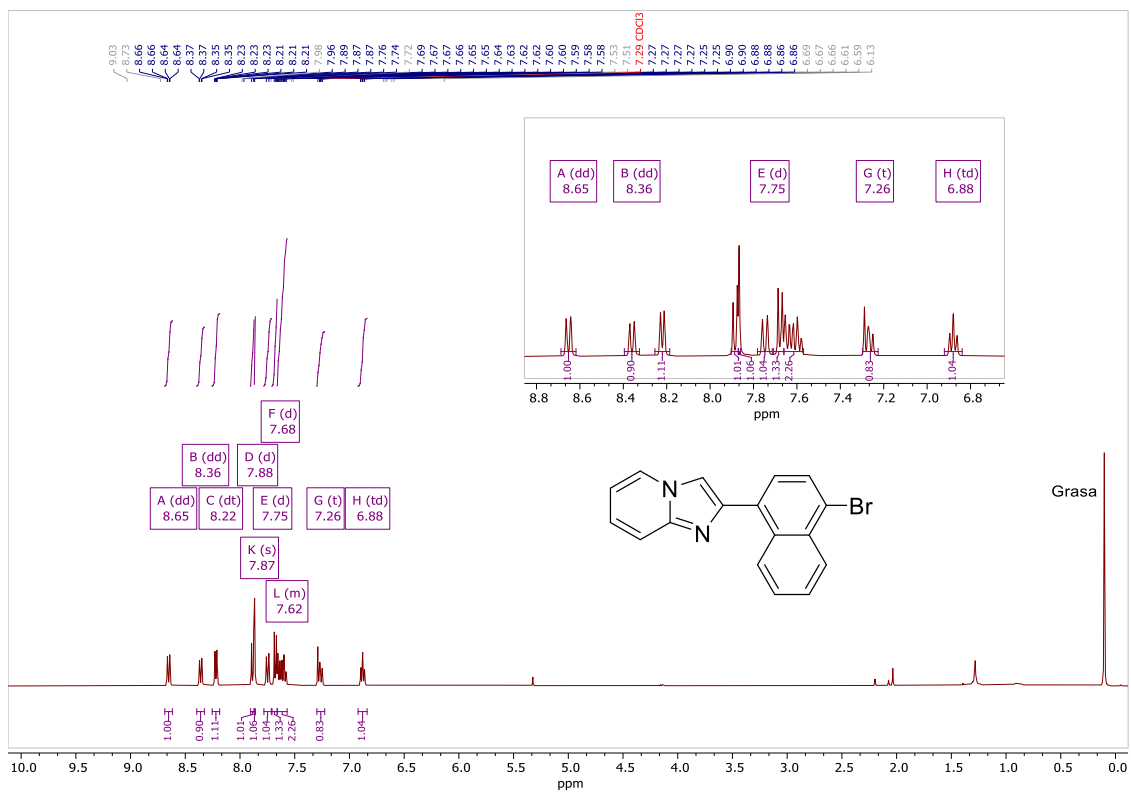 9.03 8.73 8.66 8.66 8.64 8.64 8.37 8.37 8.35 8.35 8.23 8.23 8.23 8.21 8.21 8.21 7.98 7.96 7.89 7.87 7.87 7.76 7.74 7.72 7.69 7.67 7.67 7.66 7.65 7.65 7.64 7.63 7.62 7.62 7.60 7.60 7.59 7.58 7.58 7.53 7.51 7.29 CDCl3 7.27 7.27 7.27 7.27 7.25 7.25 6.90 6.90 6.88 6.88 6.86 6.86 6.69 6.67 6.66 6.61 6.59 6.13
A (dd)
8.65
B (dd)
8.36
E (d)
7.75
G (t)
7.26
H (td)
6.88
1.00 0.90 1.11 1.01 1.06 1.04 1.33 2.26 0.83 1.04
8.8 8.6 8.4 8.2 8.0 7.8 7.6 7.4 7.2 7.0 6.8
ppm
F (d)
7.68
B (dd)
8.36
D (d)
7.88
A (dd)
8.65
C (dt)
8.22
E (d)
7.75
G (t)
7.26
H (td)
6.88
K (s)
7.87
L (m)
7.62
N
N
Br
Grasa
1.00 0.90 1.11 1.01 1.06 1.04 1.33 2.26 0.83 1.04
10.0 9.5 9.0 8.5 8.0 7.5 7.0 6.5 6.0 5.5 5.0 4.5 4.0 3.5 3.0 2.5 2.0 1.5 1.0 0.5 0.0
ppm